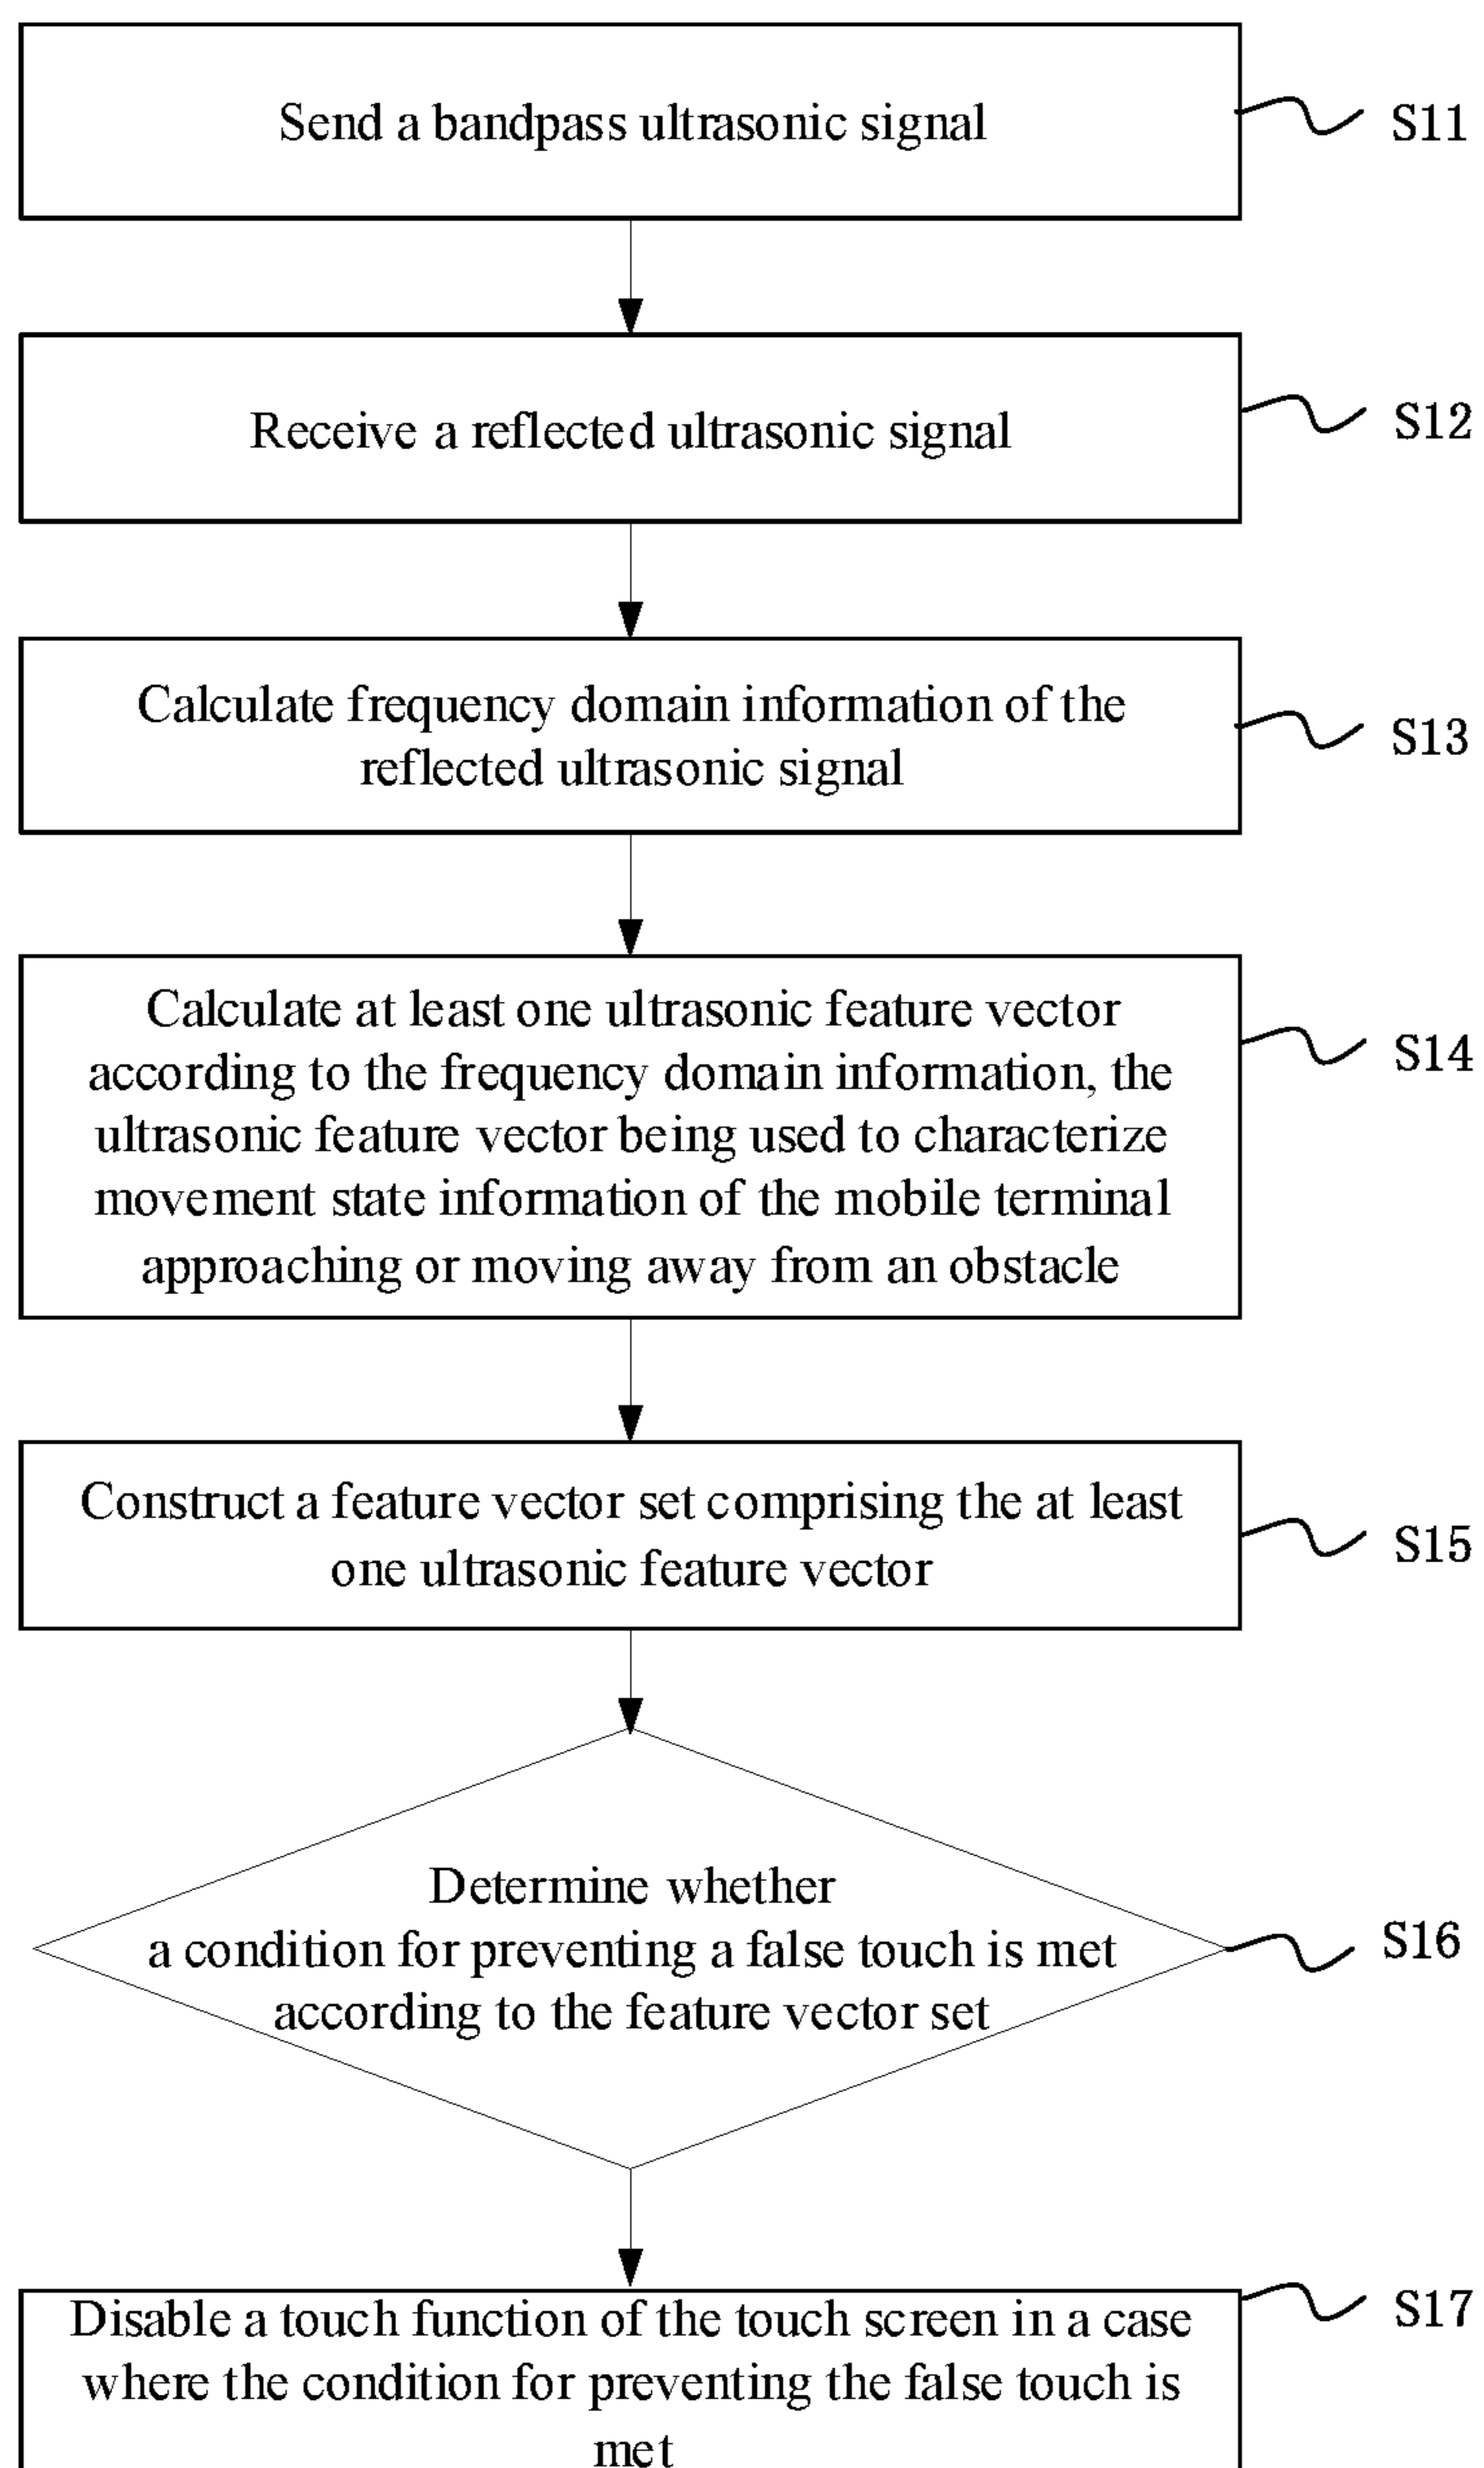 Send a bandpass ultrasonic signal
S11
Receive a reflected ultrasonic signal
S12
Calculate frequency domain information of the
reflected ultrasonic signal
S13
Calculate at least one ultrasonic feature vector
according to the frequency domain information, the
ultrasonic feature vector being used to characterize
movement state information of the mobile terminal
approaching or moving away from an obstacle
S14
Construct a feature vector set comprising the at least
one ultrasonic feature vector
S15
Determine whether
a condition for preventing a false touch is met
according to the feature vector set
S16
Disable a touch function of the touch screen in a case
where the condition for preventing the false touch is
met
S17